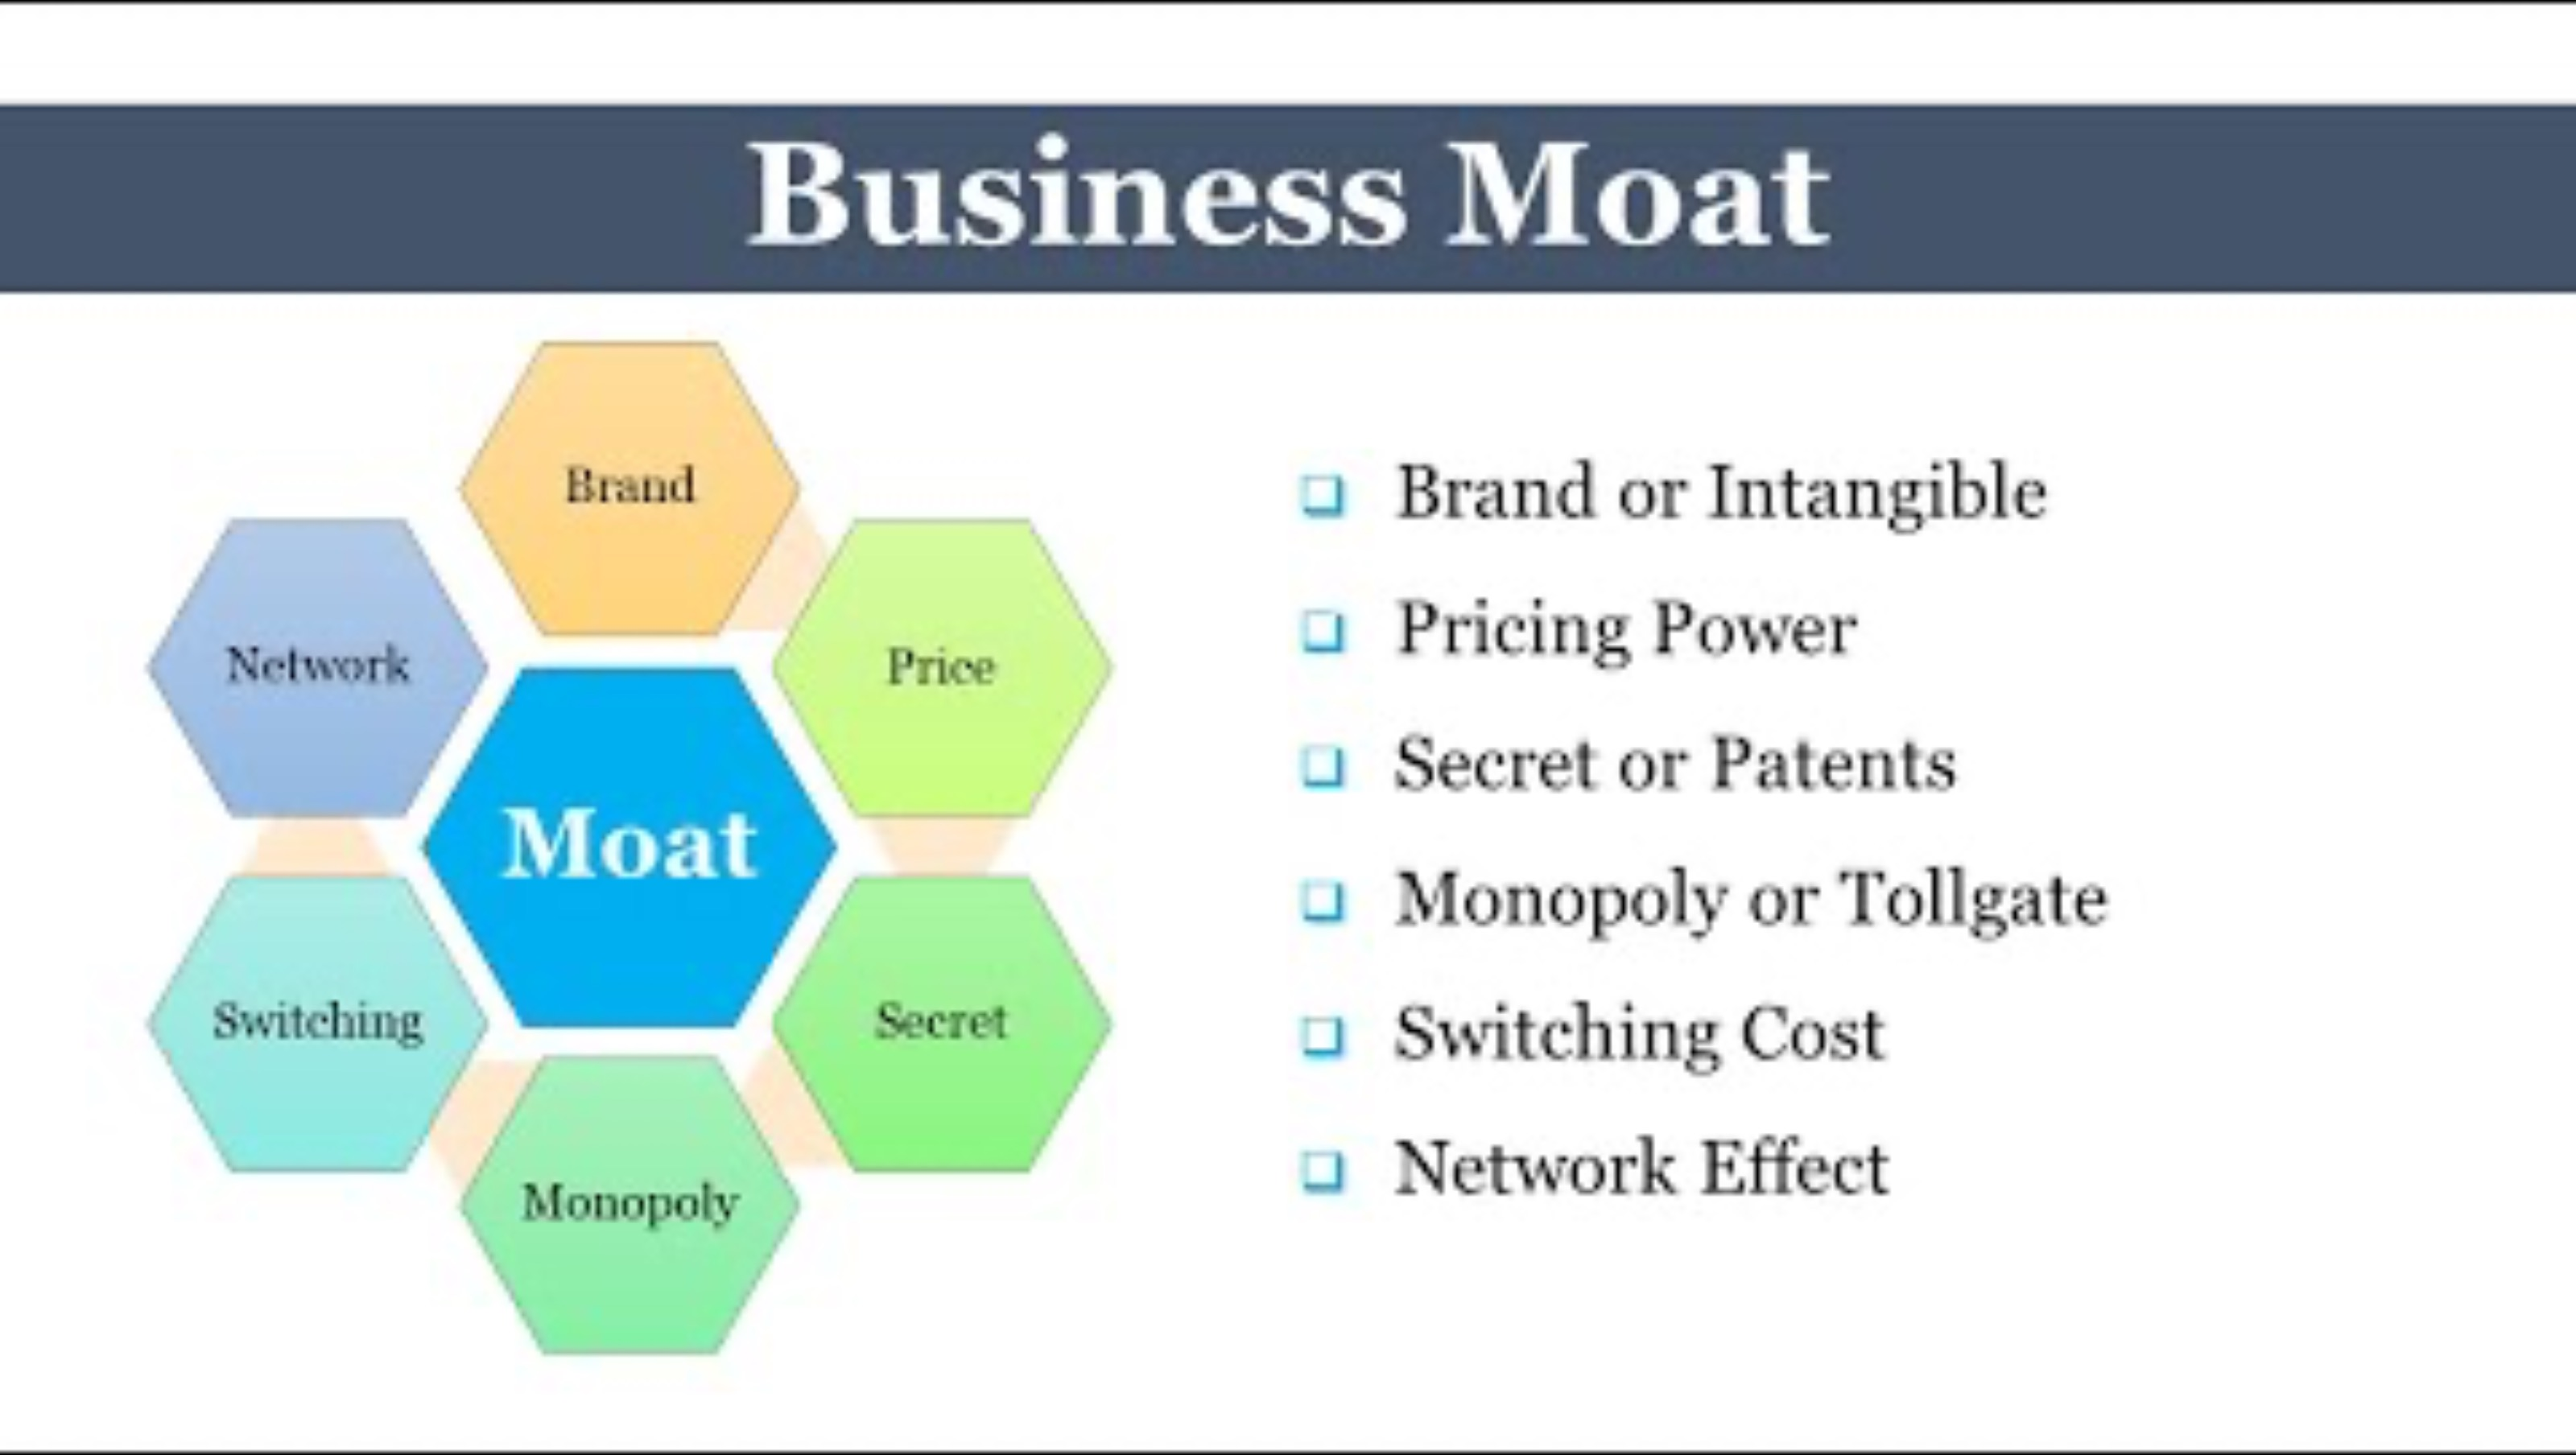 Business Moat
Brand
Network
Price
Moat
Switching
Secret
Monopoly
Brand or Intangible
Pricing Power
Secret or Patents
Monopoly or Tollgate
Switching Cost
Network Effect